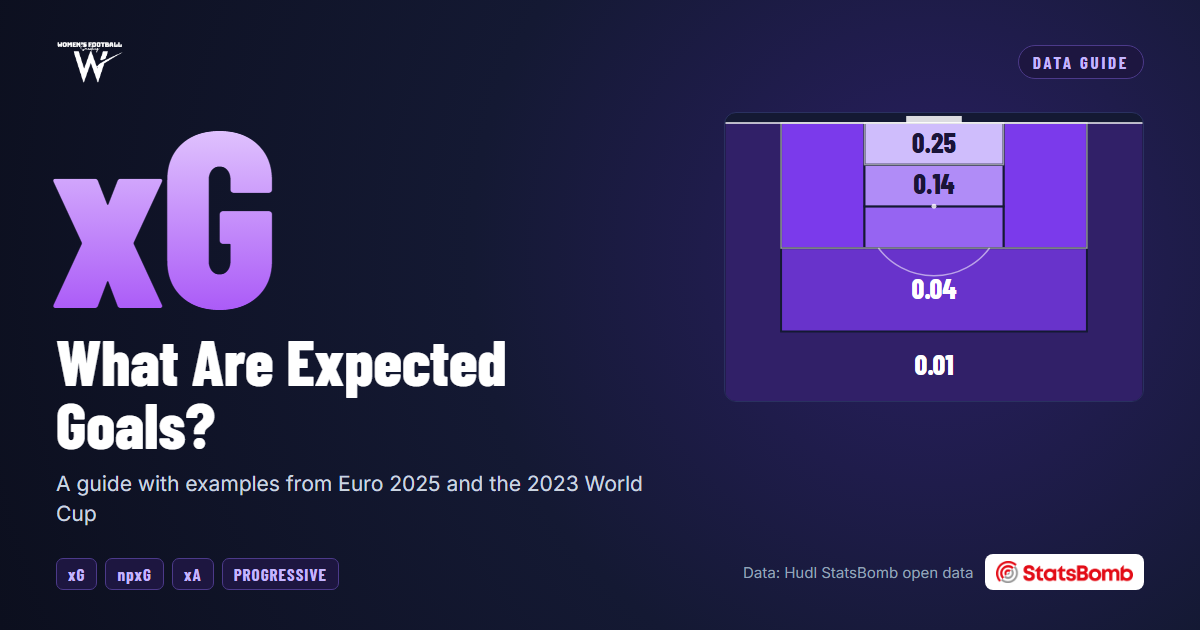 WOMEN'S FOOTBALL
W
DATA GUIDE
xG
What Are Expected
Goals?
A guide with examples from Euro 2025 and the 2023 World
Cup
xG
npxG
xA
PROGRESSIVE
0.25
0.14
0.04
0.01
Data: Hudl StatsBomb open data
StatsBomb